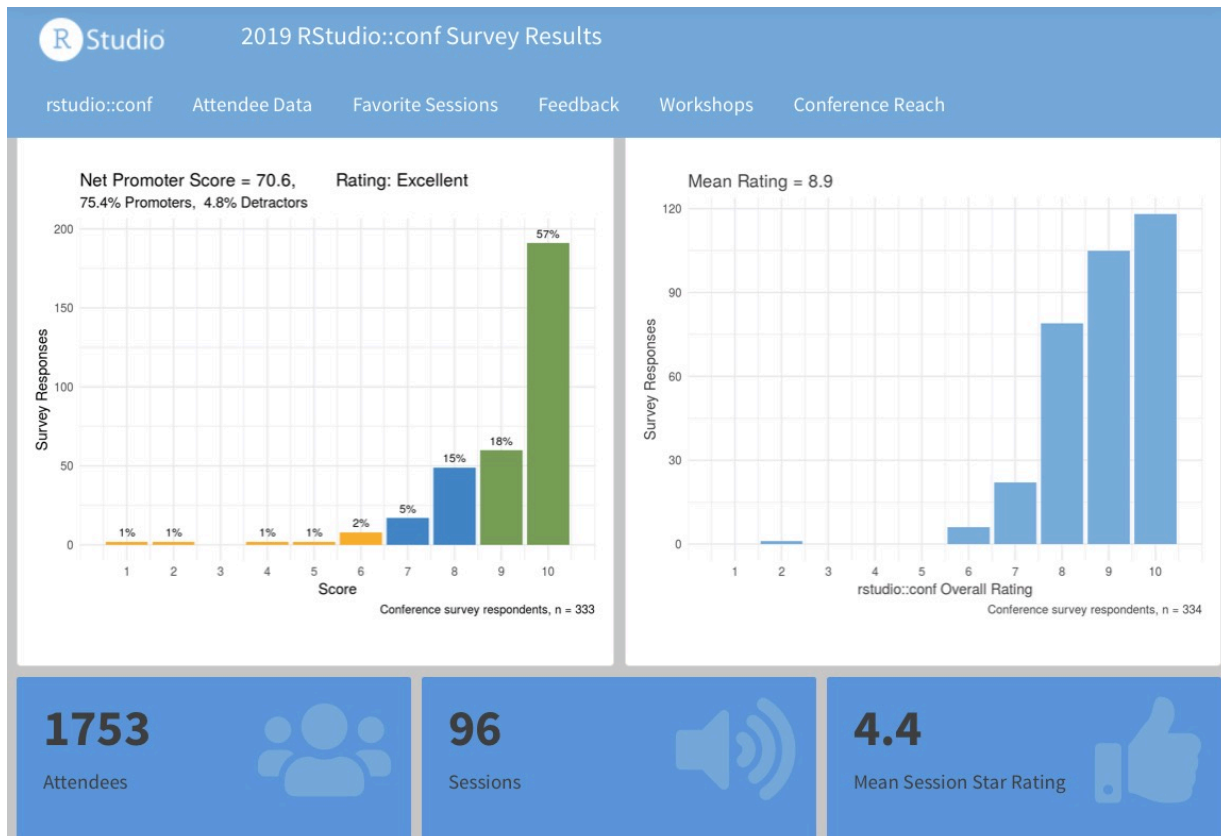 R Studio
2019 RStudio::conf Survey Results
rstudio::conf Attendee Data Favorite Sessions Feedback Workshops Conference Reach
Net Promoter Score = 70.6, Rating: Excellent
75.4% Promoters, 4.8% Detractors
200
150
100
50
0
Survey Responses
1%
1%
1%
1%
2%
5%
15%
18%
57%
1 2 3 4 5 6 7 8 9 10
Score
Conference survey respondents, n = 333
Mean Rating = 8.9
120
90
60
30
0
Survey Responses
1 2 3 4 5 6 7 8 9 10
rstudio::conf Overall Rating
Conference survey respondents, n = 334
1753
Attendees
96
Sessions
4.4
Mean Session Star Rating